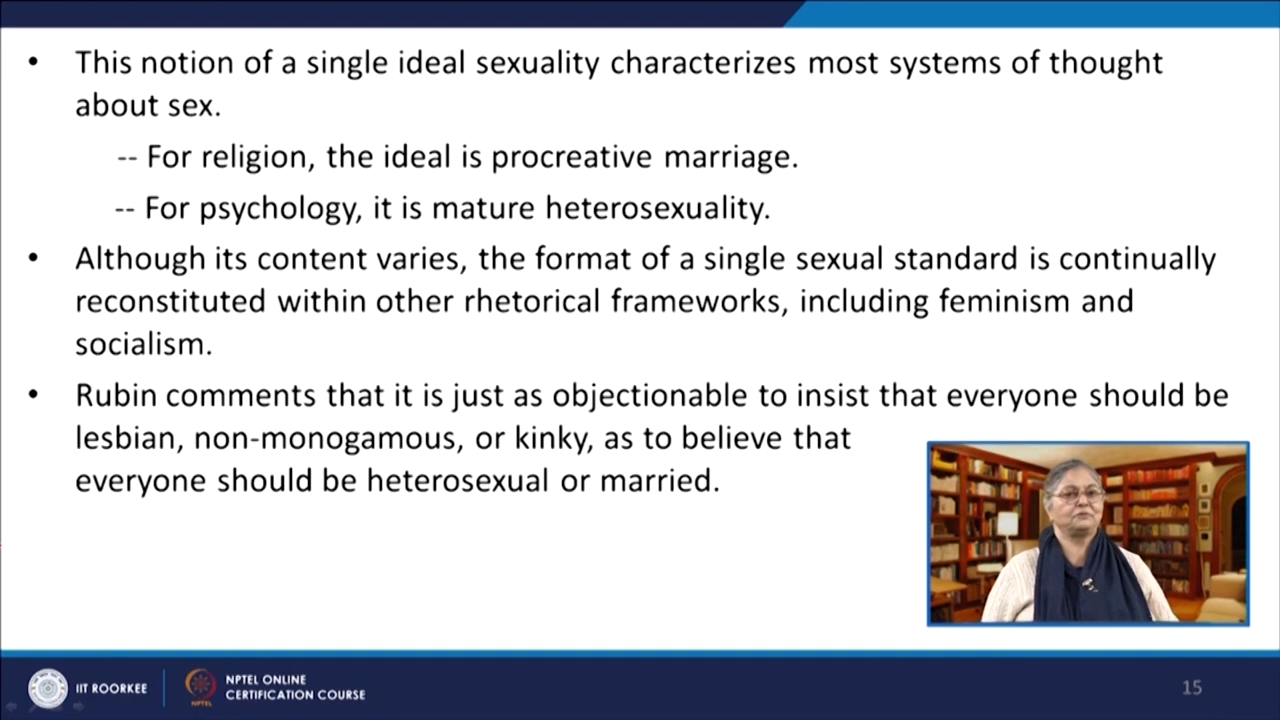 • This notion of a single ideal sexuality characterizes most systems of thought
about sex.
-- For religion, the ideal is procreative marriage.
-- For psychology, it is mature heterosexuality.
• Although its content varies, the format of a single sexual standard is continually
reconstituted within other rhetorical frameworks, including feminism and
socialism.
• Rubin comments that it is just as objectionable to insist that everyone should be
lesbian, non-monogamous, or kinky, as to believe that
everyone should be heterosexual or married.
IIT ROORKEE
NPTEL
NPTEL ONLINE
CERTIFICATION COURSE
15